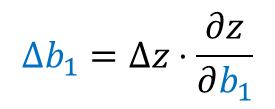 Δb₁ = Δz · ∂z/∂b₁